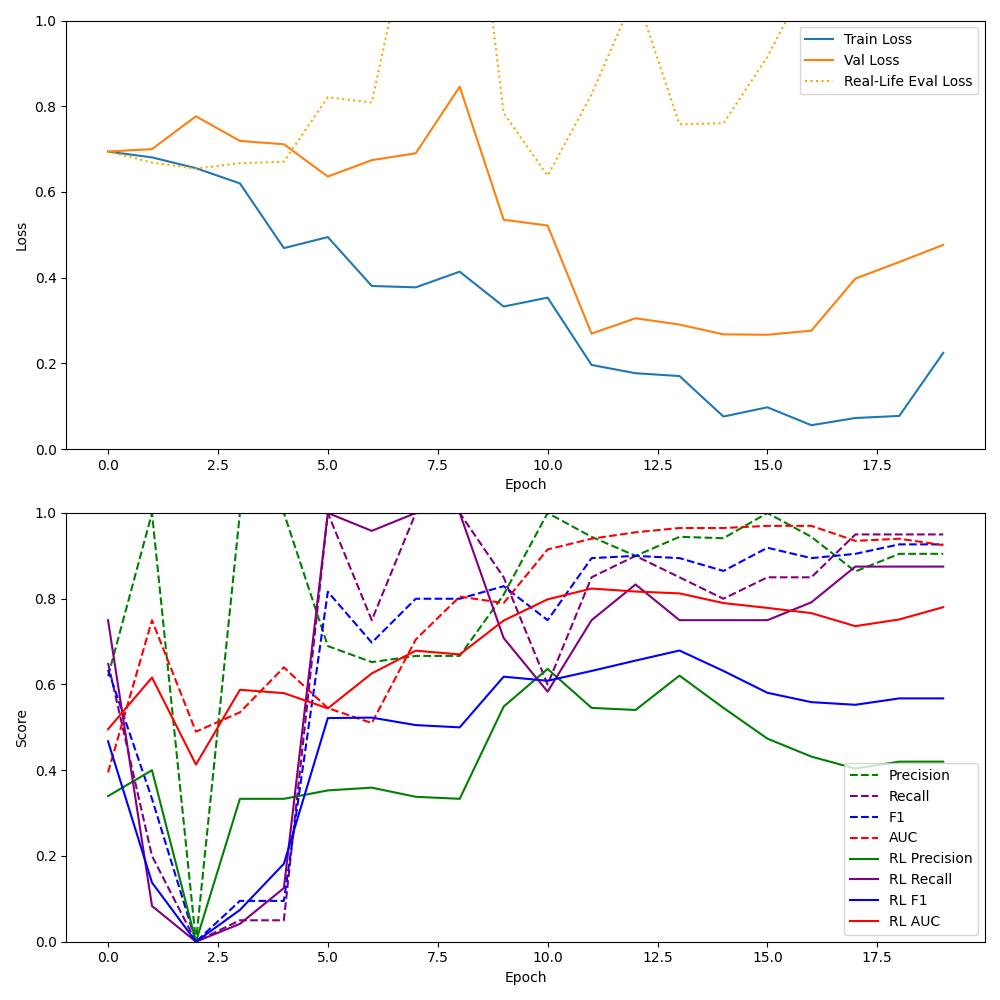 1.0
0.8
0.6
0.4
0.2
0.0
Loss
0.0 2.5 5.0 7.5 10.0 12.5 15.0 17.5
Epoch
Train Loss
Val Loss
Real-Life Eval Loss
1.0
0.8
0.6
0.4
0.2
0.0
Score
0.0 2.5 5.0 7.5 10.0 12.5 15.0 17.5
Epoch
Precision
Recall
F1
AUC
RL Precision
RL Recall
RL F1
RL AUC